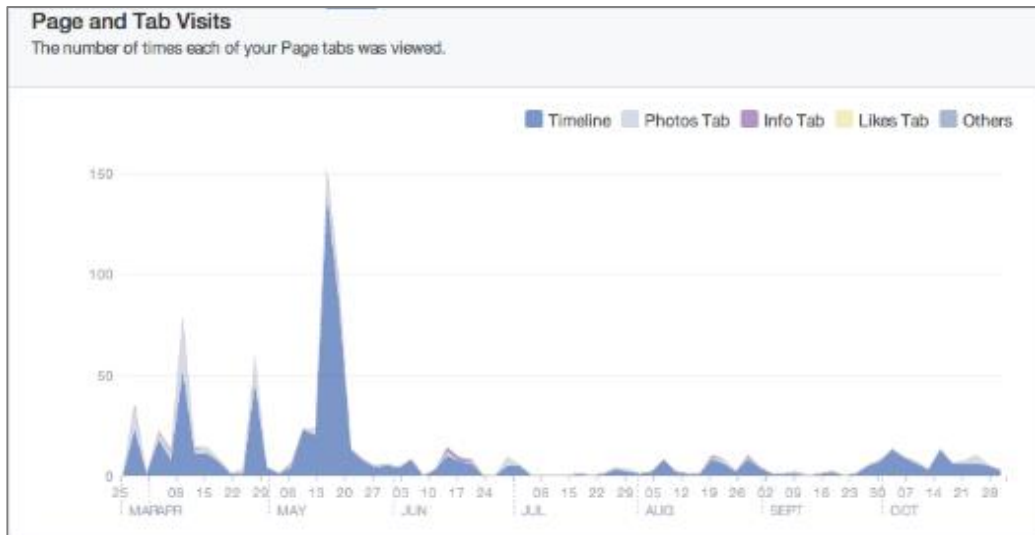 Page and Tab Visits
The number of times each of your Page tabs was viewed.
Timeline Photos Tab Info Tab Likes Tab Others
150
100
50
0
25 08 15 22 29 06 15 20 27 03 10 17 24 06 15 22 29 05 12 19 26 02 09 16 23 30 07 14 21 28
MAR APR MAY JUN JUL AUG SEPT OCT